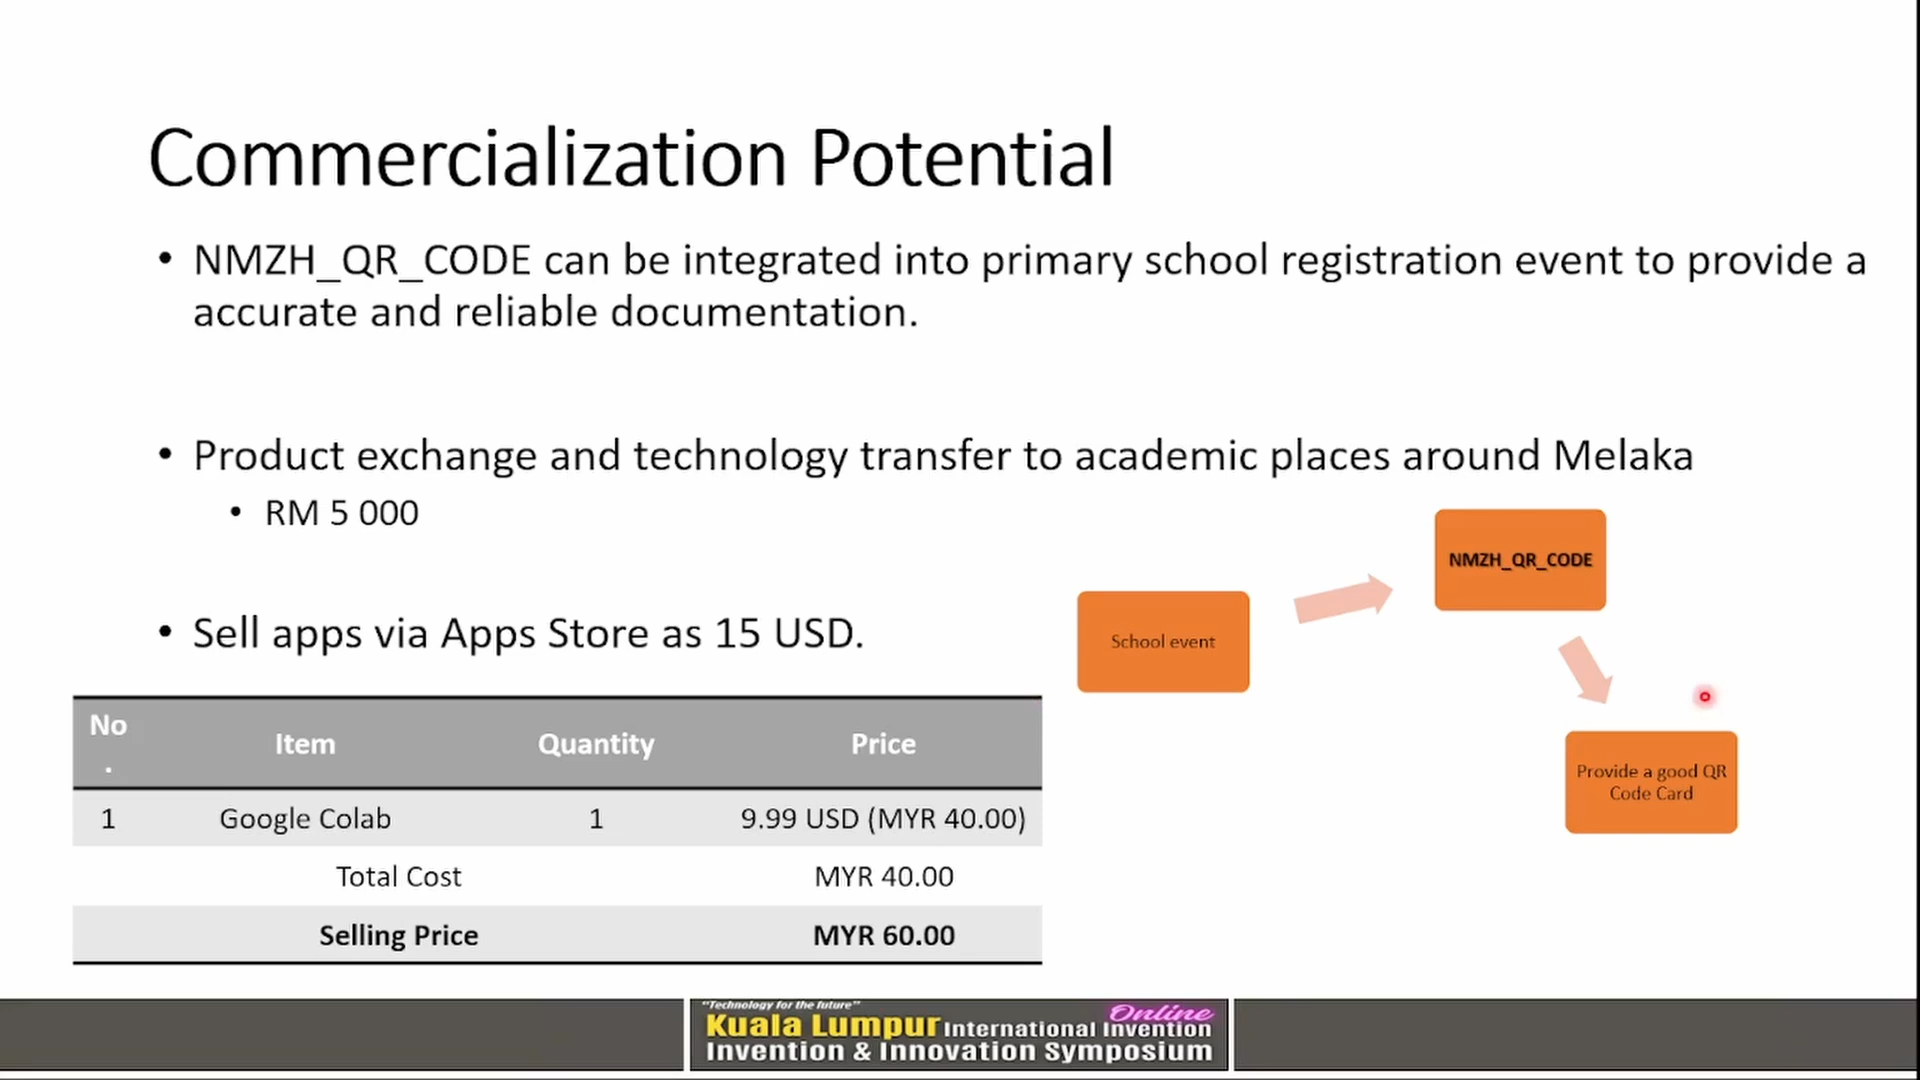 Commercialization Potential
• NMZH_QR_CODE can be integrated into primary school registration event to provide a
accurate and reliable documentation.
• Product exchange and technology transfer to academic places around Melaka
• RM 5 000
• Sell apps via Apps Store as 15 USD.
NMZH_QR_CODE
School event
Provide a good QR
Code Card
No
.
Item Quantity Price
1 Google Colab 1 9.99 USD (MYR 40.00)
Total Cost MYR 40.00
Selling Price MYR 60.00
"Technology for the future"
Online
Kuala Lumpur International Invention
Invention & Innovation Symposium